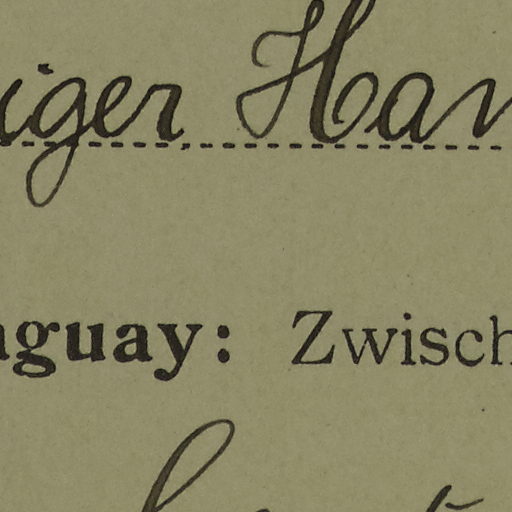 iger Han
aguay: Zwisch